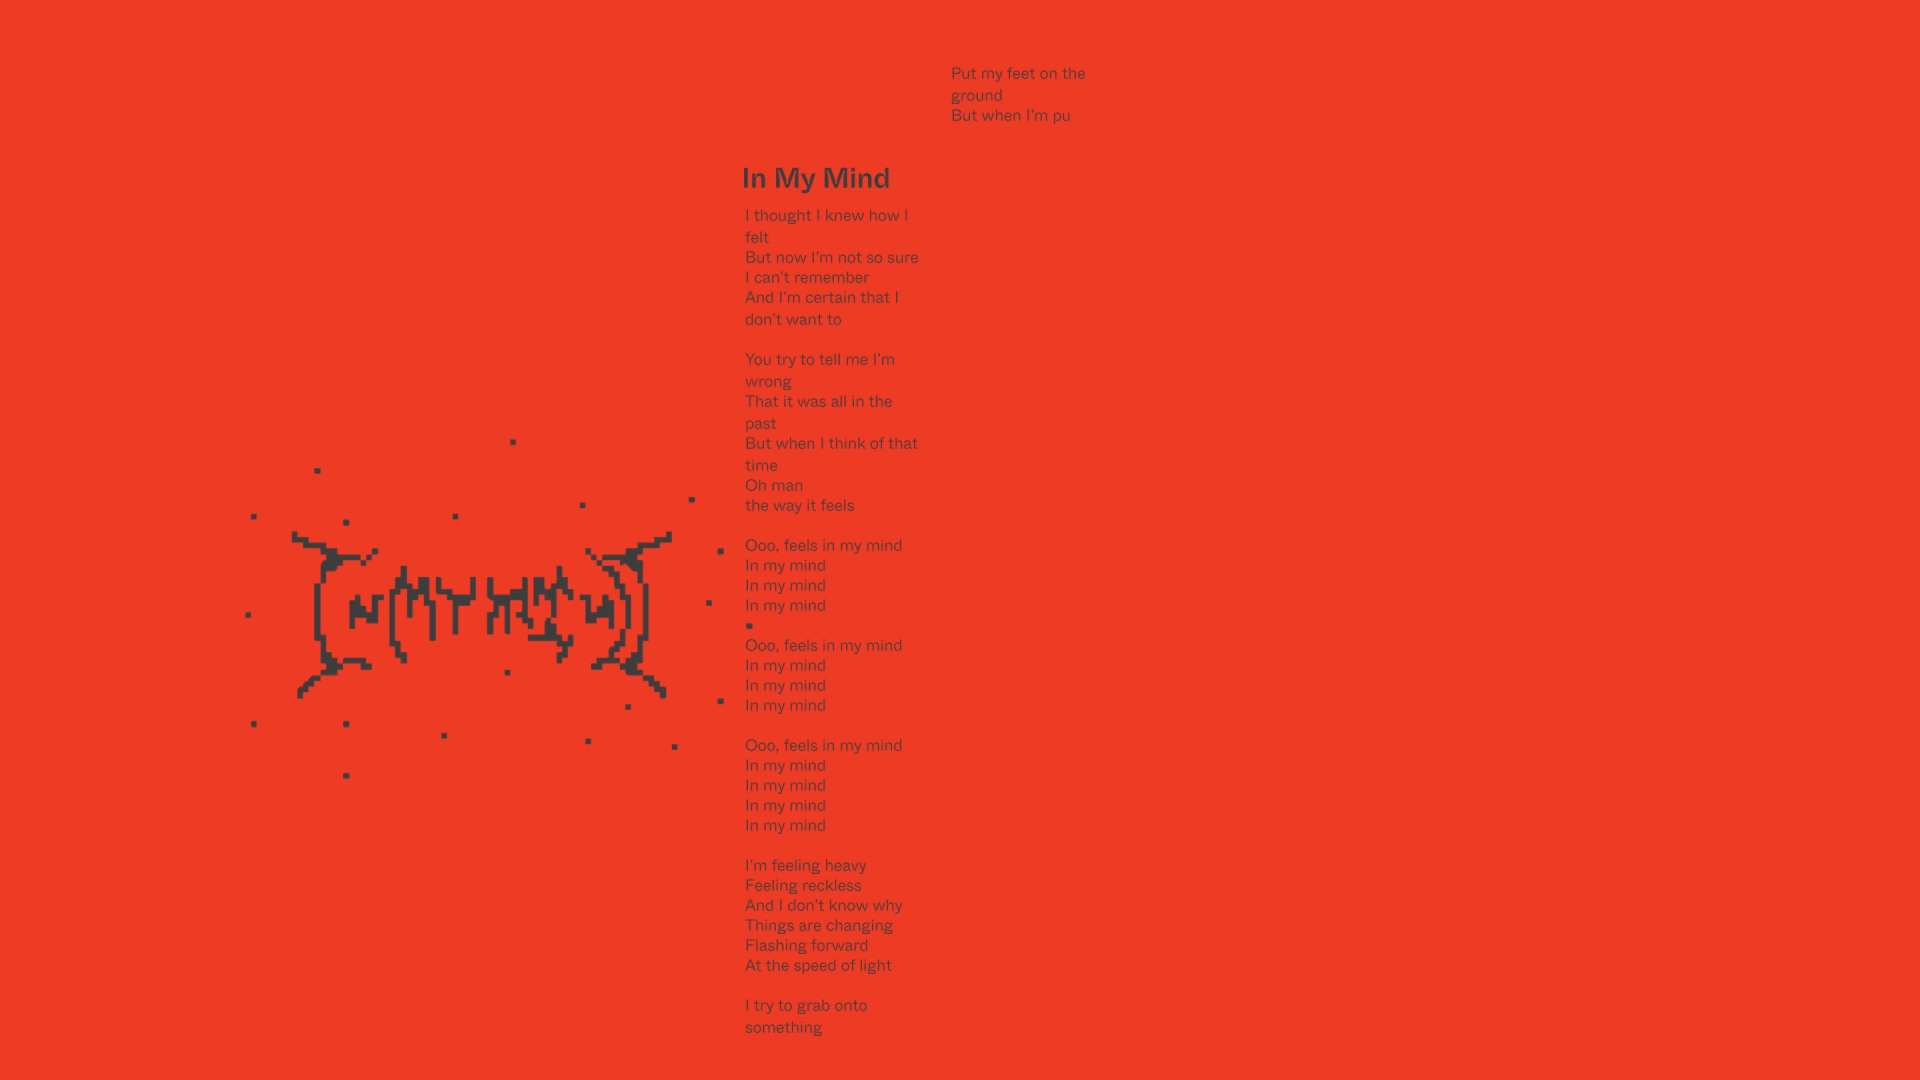 In My Mind
I thought I knew how I
felt
But now I'm not so sure
I can't remember
And I'm certain that I
don't want to
You try to tell me I'm
wrong
That it was all in the
past
But when I think of that
time
Oh man
the way it feels
Ooo, feels in my mind
In my mind
In my mind
In my mind
Ooo, feels in my mind
In my mind
In my mind
In my mind
Ooo, feels in my mind
In my mind
In my mind
In my mind
In my mind
I'm feeling heavy
Feeling reckless
And I don't know why
Things are changing
Flashing forward
At the speed of light
I try to grab onto
something
Put my feet on the
ground
But when I'm pu